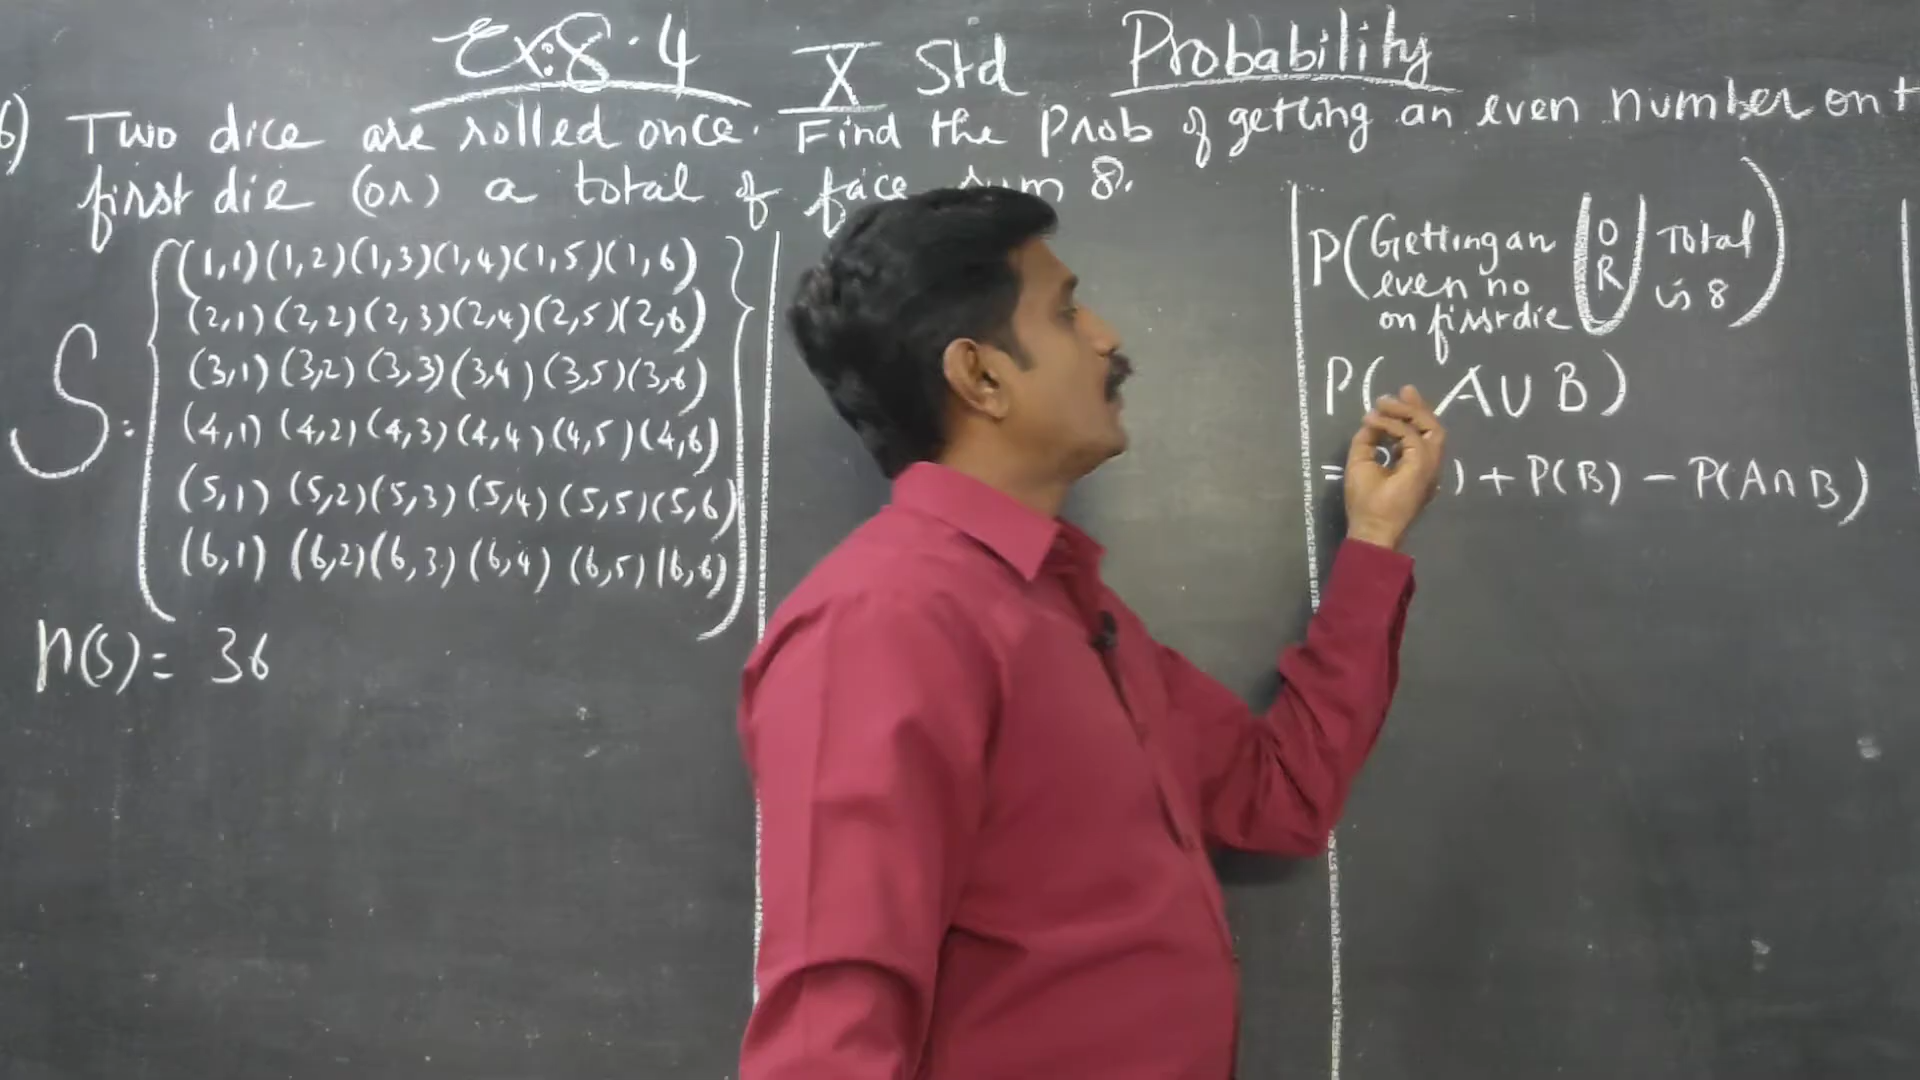 Ex:8.4 X Std Probability
6) Two dice are rolled once. Find the Prob of getting an even number on
first die (or) a total of face sum 8.
S = { (1,1) (1,2) (1,3) (1,4) (1,5) (1,6)
(2,1) (2,2) (2,3) (2,4) (2,5) (2,6)
(3,1) (3,2) (3,3) (3,4) (3,5) (3,6)
(4,1) (4,2) (4,3) (4,4) (4,5) (4,6)
(5,1) (5,2) (5,3) (5,4) (5,5) (5,6)
(6,1) (6,2) (6,3) (6,4) (6,5) (6,6) }
n(S) = 36
P(Getting an even no on first die OR Total is 8)
P( A∪B )
= ) + P(B) - P(A∩B)